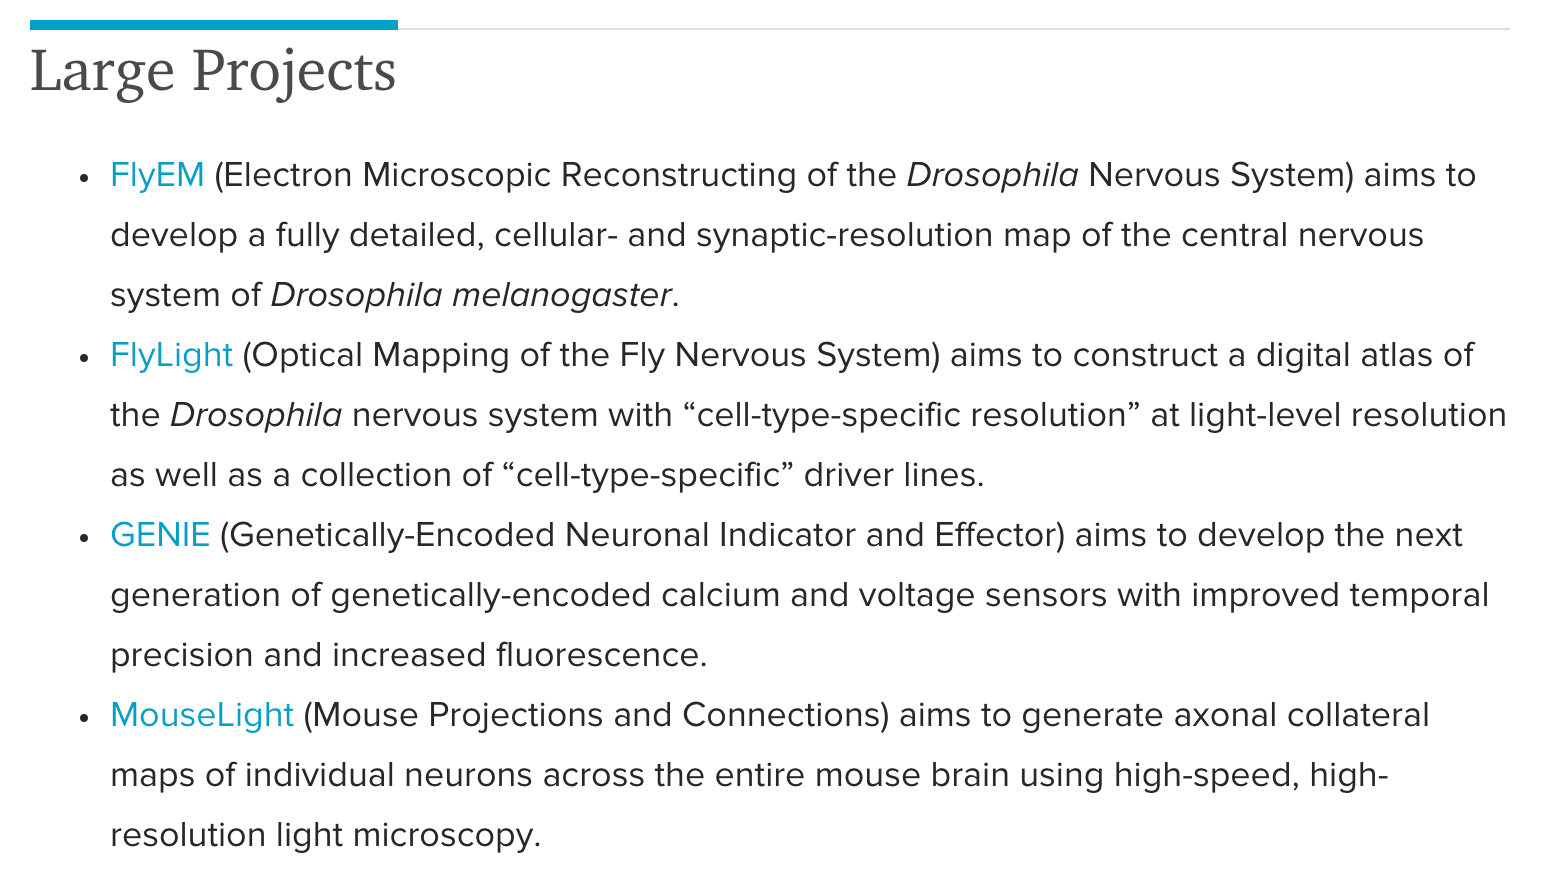 Large Projects
• FlyEM (Electron Microscopic Reconstructing of the Drosophila Nervous System) aims to
develop a fully detailed, cellular- and synaptic-resolution map of the central nervous
system of Drosophila melanogaster.
• FlyLight (Optical Mapping of the Fly Nervous System) aims to construct a digital atlas of
the Drosophila nervous system with “cell-type-specific resolution” at light-level resolution
as well as a collection of “cell-type-specific” driver lines.
• GENIE (Genetically-Encoded Neuronal Indicator and Effector) aims to develop the next
generation of genetically-encoded calcium and voltage sensors with improved temporal
precision and increased fluorescence.
• MouseLight (Mouse Projections and Connections) aims to generate axonal collateral
maps of individual neurons across the entire mouse brain using high-speed, high-
resolution light microscopy.